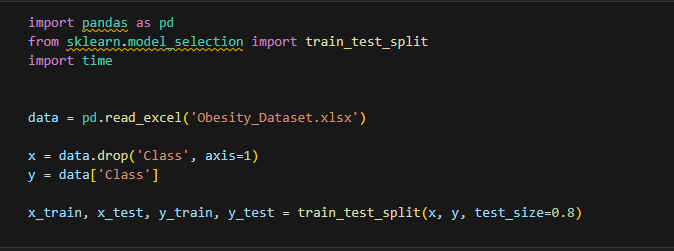 import pandas as pd
from sklearn.model_selection import train_test_split
import time
data = pd.read_excel('Obesity_Dataset.xlsx')
x = data.drop('Class', axis=1)
y = data['Class']
x_train, x_test, y_train, y_test = train_test_split(x, y, test_size=0.8)